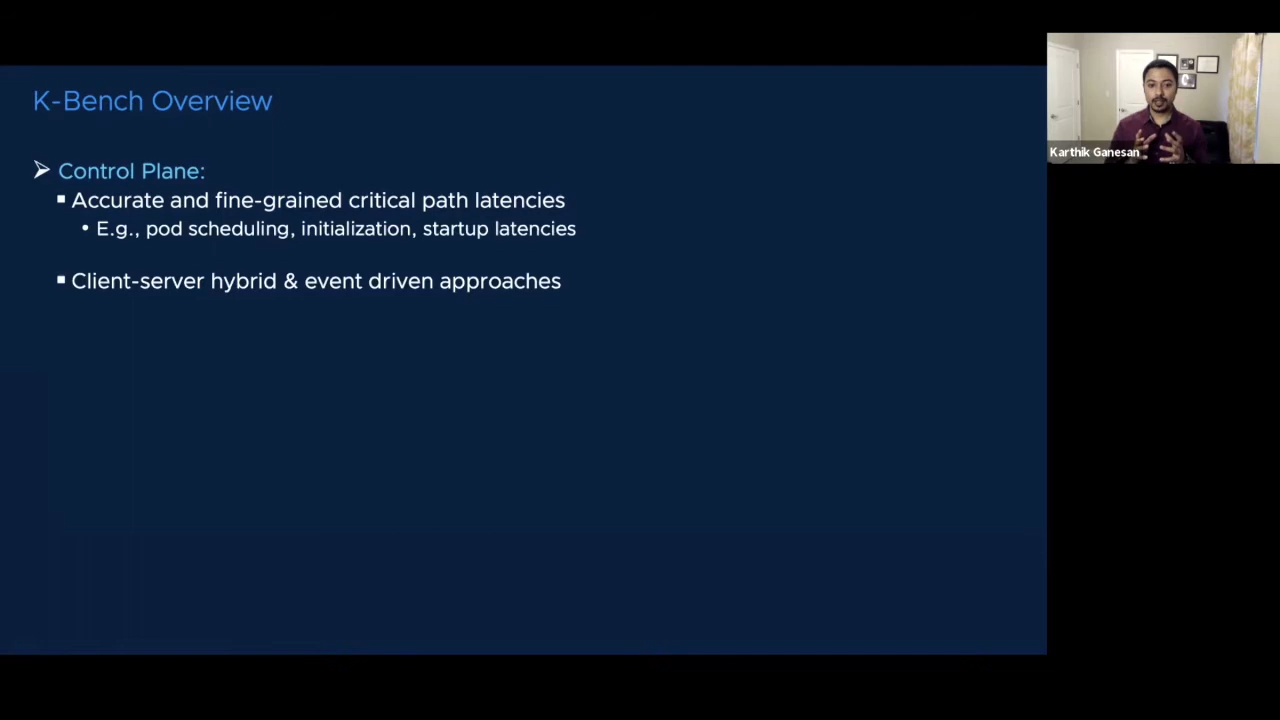 K-Bench Overview
Karthik Ganesan
Control Plane:
Accurate and fine-grained critical path latencies
• E.g., pod scheduling, initialization, startup latencies
Client-server hybrid & event driven approaches